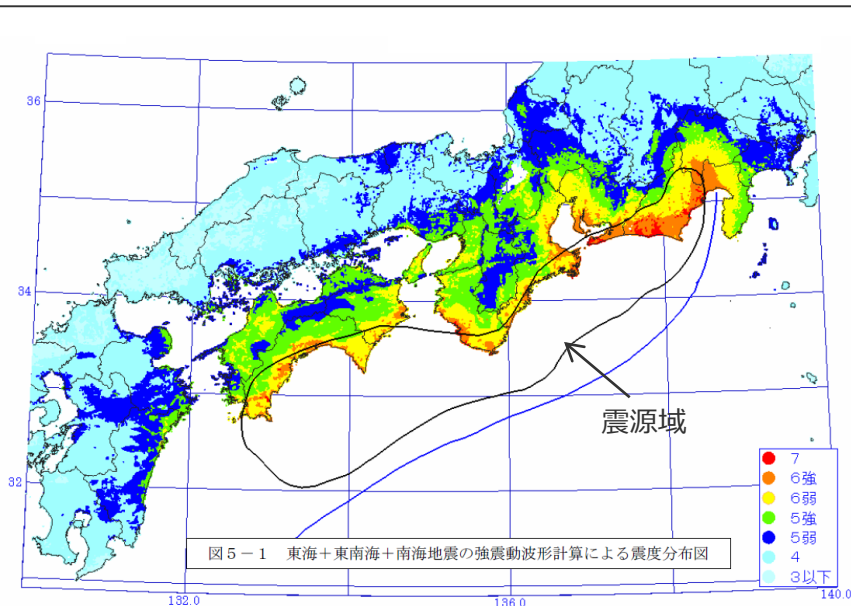 36
34
32
震源域
7
6強
6弱
5強
5弱
4
3以下
図5－1 東海＋東南海＋南海地震の強震動波形計算による震度分布図
132.0
136.0
140.0